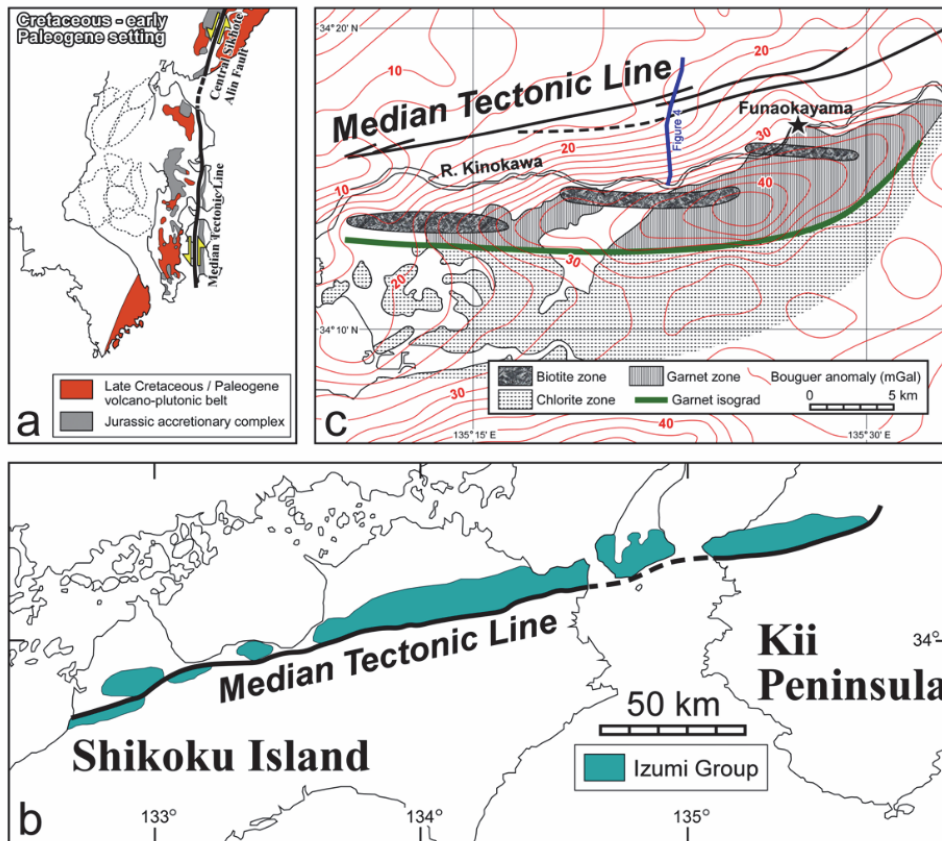 Cretaceous - early
Paleogene setting
Central Sikhote
Alin Fault
Median Tectonic Line
Late Cretaceous / Paleogene
volcano-plutonic belt
Jurassic accretionary complex
a
34° 20' N
10
20
20
10
Median Tectonic Line
Figure 4
Funaokayama
30
20
R. Kinokawa
10
40
30
20
34° 10' N
30
40
Biotite zone
Garnet zone
Bouguer anomaly (mGal)
Chlorite zone
Garnet isograd
0 5 km
c
135° 15' E
135° 30' E
Median Tectonic Line
Kii
Peninsula
34°
50 km
Shikoku Island
Izumi Group
b
133°
134°
135°